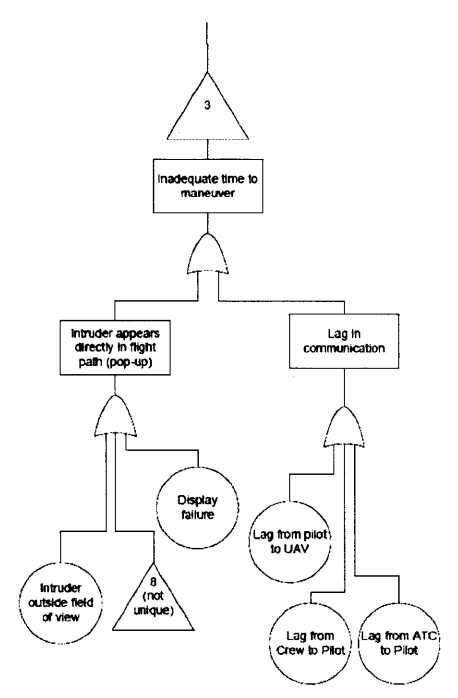 3
Inadequate time to
maneuver
Intruder appears
directly in flight
path (pop-up)
Lag in
communication
Display
failure
Lag from pilot
to UAV
Intruder
outside field
of view
8
(not
unique)
Lag from
Crew to Pilot
Lag from ATC
to Pilot